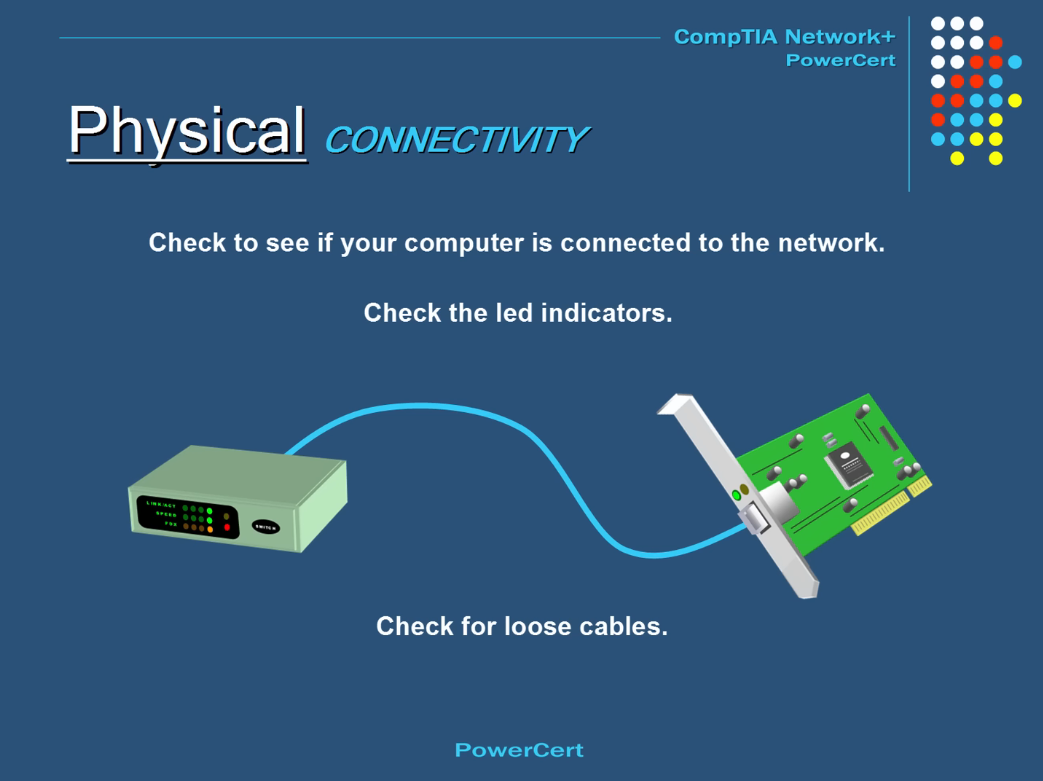 CompTIA Network+
PowerCert
Physical CONNECTIVITY
Check to see if your computer is connected to the network.
Check the led indicators.
LINK/ACT
SPEED
FDX
SWITCH
Check for loose cables.
PowerCert